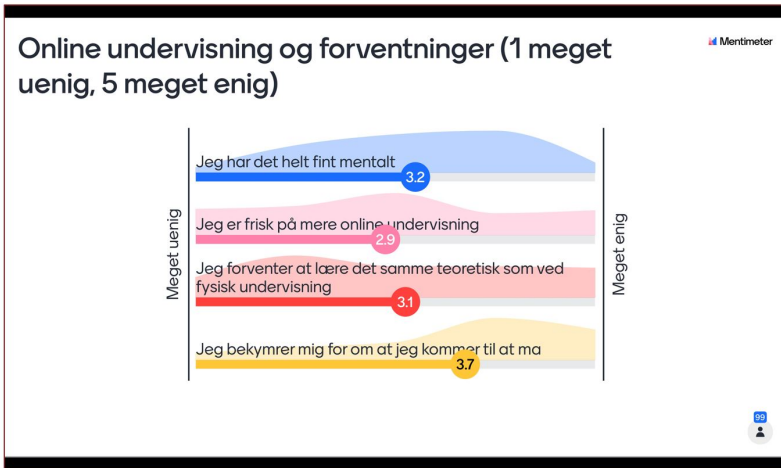 Online undervisning og forventninger (1 meget
uenig, 5 meget enig)
Mentimeter
Meget uenig
Jeg har det helt fint mentalt
3.2
Jeg er frisk på mere online undervisning
2.9
Jeg forventer at lære det samme teoretisk som ved
fysisk undervisning
3.1
Jeg bekymrer mig for om at jeg kommer til at ma
3.7
Meget enig
99